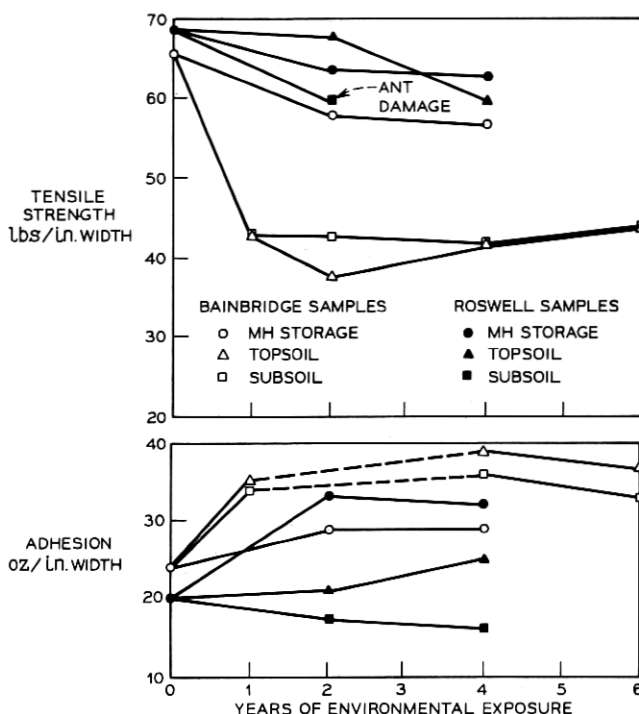 70
60
50
40
30
20
TENSILE
STRENGTH
lbs/in. WIDTH
ANT
DAMAGE
BAINBRIDGE SAMPLES
MH STORAGE
TOPSOIL
SUBSOIL
ROSWELL SAMPLES
MH STORAGE
TOPSOIL
SUBSOIL
40
30
20
10
ADHESION
oz/in. WIDTH
0 1 2 3 4 5 6
YEARS OF ENVIRONMENTAL EXPOSURE